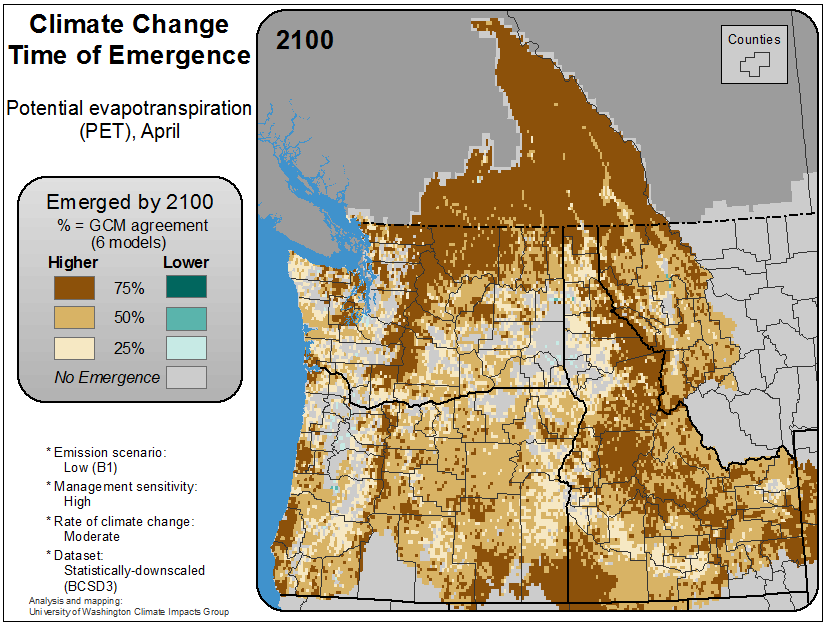 Climate Change
Time of Emergence
Potential evapotranspiration
(PET), April
Emerged by 2100
% = GCM agreement
(6 models)
Higher Lower
75%
50%
25%
No Emergence
* Emission scenario:
Low (B1)
* Management sensitivity:
High
* Rate of climate change:
Moderate
* Dataset:
Statistically-downscaled
(BCSD3)
Analysis and mapping:
University of Washington Climate Impacts Group
2100
Counties